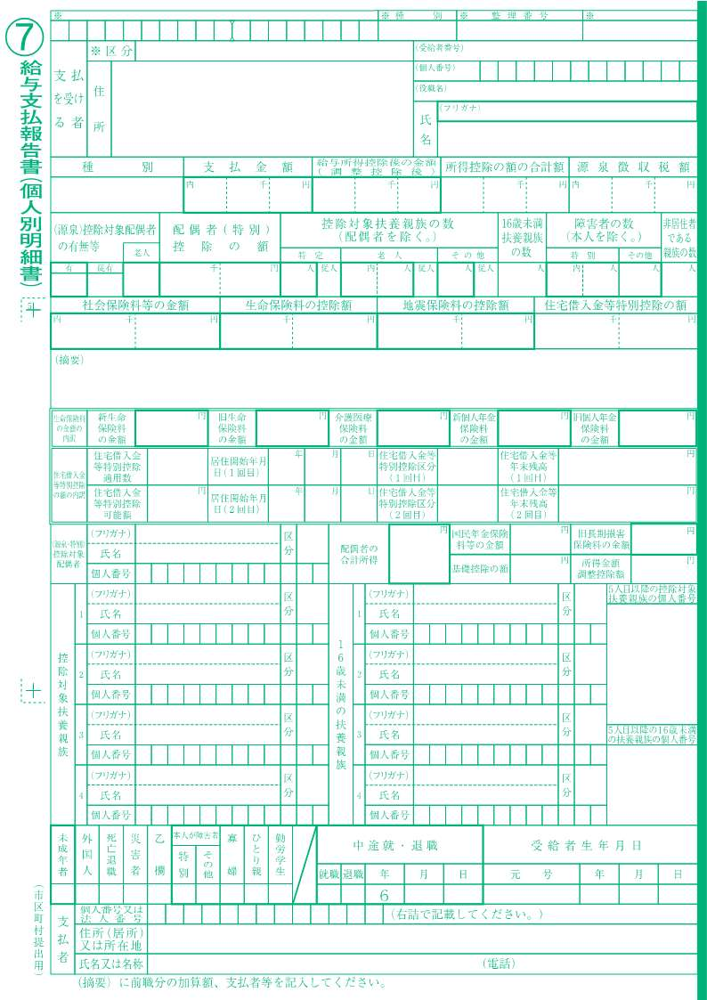 ⑦給与支払報告書(個人別明細書)
※
※種別
※ 整理番号
※
支払を受ける者
※区分
住所
(受給者番号)
(個人番号)
(役職名)
氏名
(フリガナ)
種別
支払金額
給与所得控除後の金額
(調整控除後)
所得控除の額の合計額
源泉徴収税額
内 千 円
千 円
千 円
内 千 円
(源泉)控除対象配偶者
の有無等
老人
配偶者(特別)
控除の額
控除対象扶養親族の数
(配偶者を除く。)
特定
老人
その他
16歳未満
扶養親族
の数
障害者の数
(本人を除く。)
特別
その他
非居住者
である
親族の数
有 従有
千 円
人 従人
内 人 従人
人 従人
人
内 人
人
人
社会保険料等の金額
生命保険料の控除額
地震保険料の控除額
住宅借入金等特別控除の額
内 千 円
千 円
千 円
千 円
(摘要)
生命保険料
の金額の
内訳
新生命
保険料
の金額
円
旧生命
保険料
の金額
円
介護医療
保険料
の金額
円
新個人年金
保険料
の金額
円
旧個人年金
保険料
の金額
円
住宅借入金
等特別控除
の額の内訳
住宅借入金
等特別控除
適用数
居住開始年月
日(1回目)
年 月 日
住宅借入金等
特別控除区分
(1回目)
住宅借入金等
年末残高
(1回目)
円
住宅借入金
等特別控除
可能額
円
居住開始年月
日(2回目)
年 月 日
住宅借入金等
特別控除区分
(2回目)
住宅借入金等
年末残高
(2回目)
円
(源泉・特別)
控除対象
配偶者
(フリガナ)
氏名
区分
個人番号
配偶者の
合計所得
円
国民年金保険
料等の金額
円
旧長期損害
保険料の金額
円
基礎控除の額
円
所得金額
調整控除額
円
控除対象扶養親族
1
(フリガナ)
氏名
区分
個人番号
2
(フリガナ)
氏名
区分
個人番号
3
(フリガナ)
氏名
区分
個人番号
4
(フリガナ)
氏名
区分
個人番号
16歳未満の扶養親族
1
(フリガナ)
氏名
区分
個人番号
2
(フリガナ)
氏名
区分
個人番号
3
(フリガナ)
氏名
区分
個人番号
4
(フリガナ)
氏名
区分
個人番号
5人目以降の控除対象
扶養親族の個人番号
5人目以降の16歳未満
の扶養親族の個人番号
未成年者
外国人
死亡退職
災害者
乙欄
本人が障害者
特別
その他
寡婦
ひとり親
勤労学生
中途就・退職
就職 退職 年 月 日
6
受給者生年月日
元号 年 月 日
支払者
個人番号又は
法人番号
(右詰で記載してください。)
住所(居所)
又は所在地
氏名又は名称
(電話)
(市区町村提出用)
(摘要)に前職分の加算額、支払者等を記入してください。